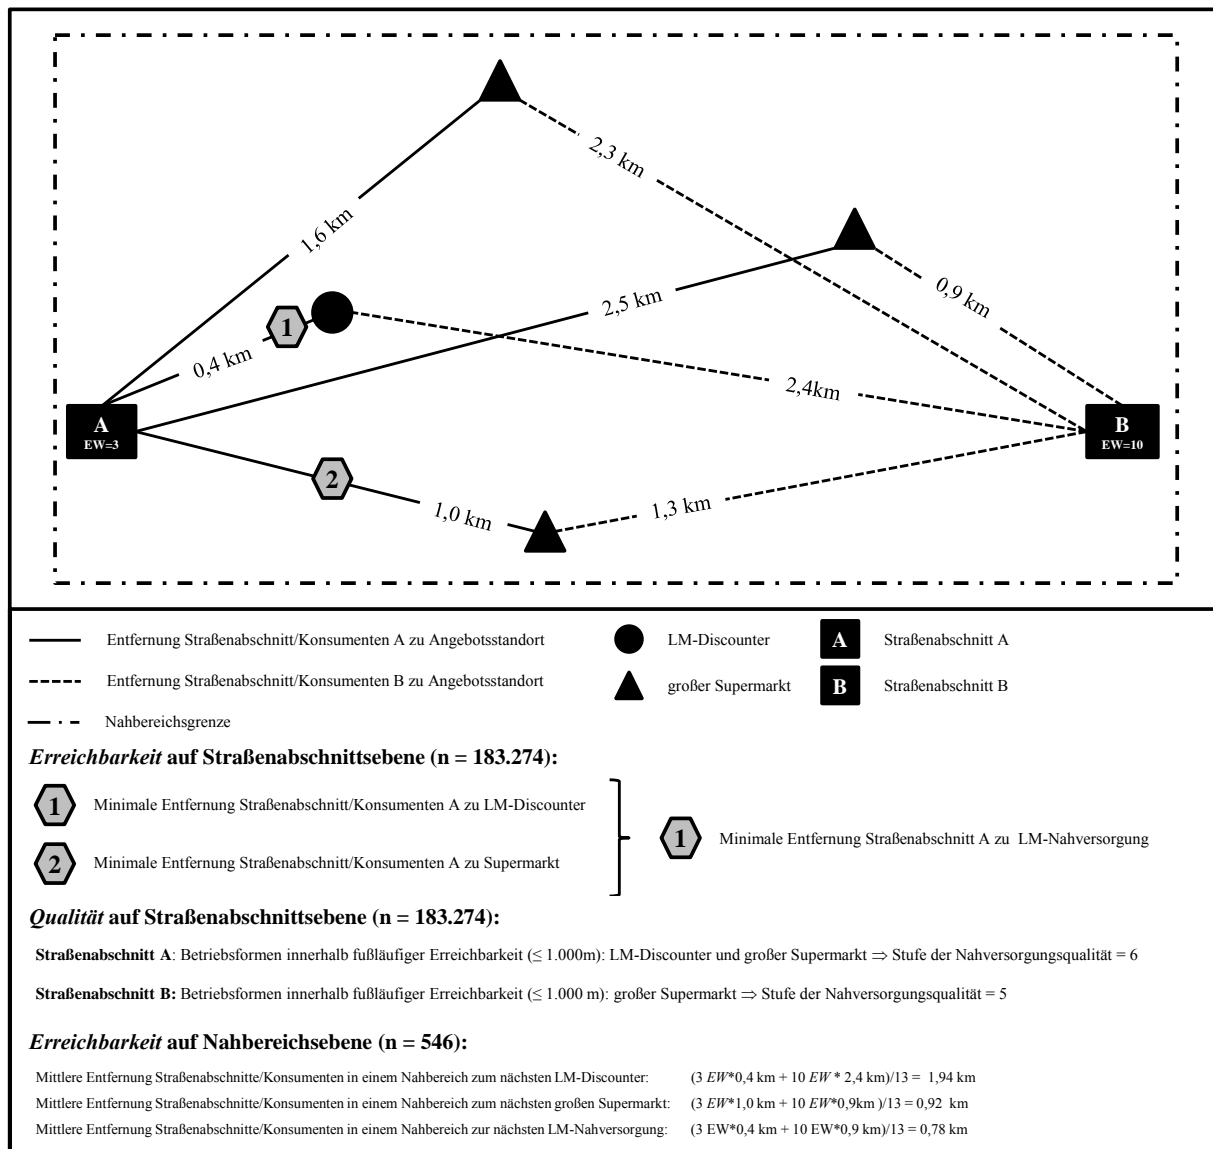 2,3 km
1,6 km
0,9 km
2,5 km
1
0,4 km
2,4km
A
EW=3
B
EW=10
2
1,0 km
1,3 km
Entfernung Straßenabschnitt/Konsumenten A zu Angebotsstandort
LM-Discounter
A
Straßenabschnitt A
Entfernung Straßenabschnitt/Konsumenten B zu Angebotsstandort
großer Supermarkt
B
Straßenabschnitt B
Nahbereichsgrenze
Erreichbarkeit auf Straßenabschnittsebene (n = 183.274):
1 Minimale Entfernung Straßenabschnitt/Konsumenten A zu LM-Discounter
1 Minimale Entfernung Straßenabschnitt A zu LM-Nahversorgung
2 Minimale Entfernung Straßenabschnitt/Konsumenten A zu Supermarkt
Qualität auf Straßenabschnittsebene (n = 183.274):
Straßenabschnitt A: Betriebsformen innerhalb fußläufiger Erreichbarkeit (≤ 1.000m): LM-Discounter und großer Supermarkt ⇒ Stufe der Nahversorgungsqualität = 6
Straßenabschnitt B: Betriebsformen innerhalb fußläufiger Erreichbarkeit (≤ 1.000 m): großer Supermarkt ⇒ Stufe der Nahversorgungsqualität = 5
Erreichbarkeit auf Nahbereichsebene (n = 546):
Mittlere Entfernung Straßenabschnitte/Konsumenten in einem Nahbereich zum nächsten LM-Discounter: (3 EW*0,4 km + 10 EW * 2,4 km)/13 = 1,94 km
Mittlere Entfernung Straßenabschnitte/Konsumenten in einem Nahbereich zum nächsten großen Supermarkt: (3 EW*1,0 km + 10 EW*0,9km )/13 = 0,92 km
Mittlere Entfernung Straßenabschnitte/Konsumenten in einem Nahbereich zur nächsten LM-Nahversorgung: (3 EW*0,4 km + 10 EW*0,9 km)/13 = 0,78 km